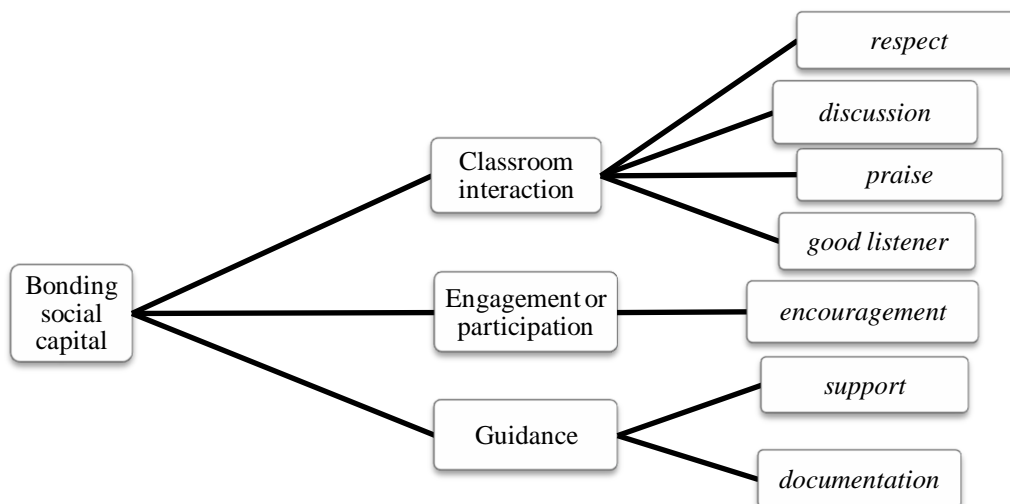 respect
discussion
Classroom
interaction
praise
good listener
Bonding
social
capital
Engagement or
participation
encouragement
support
Guidance
documentation